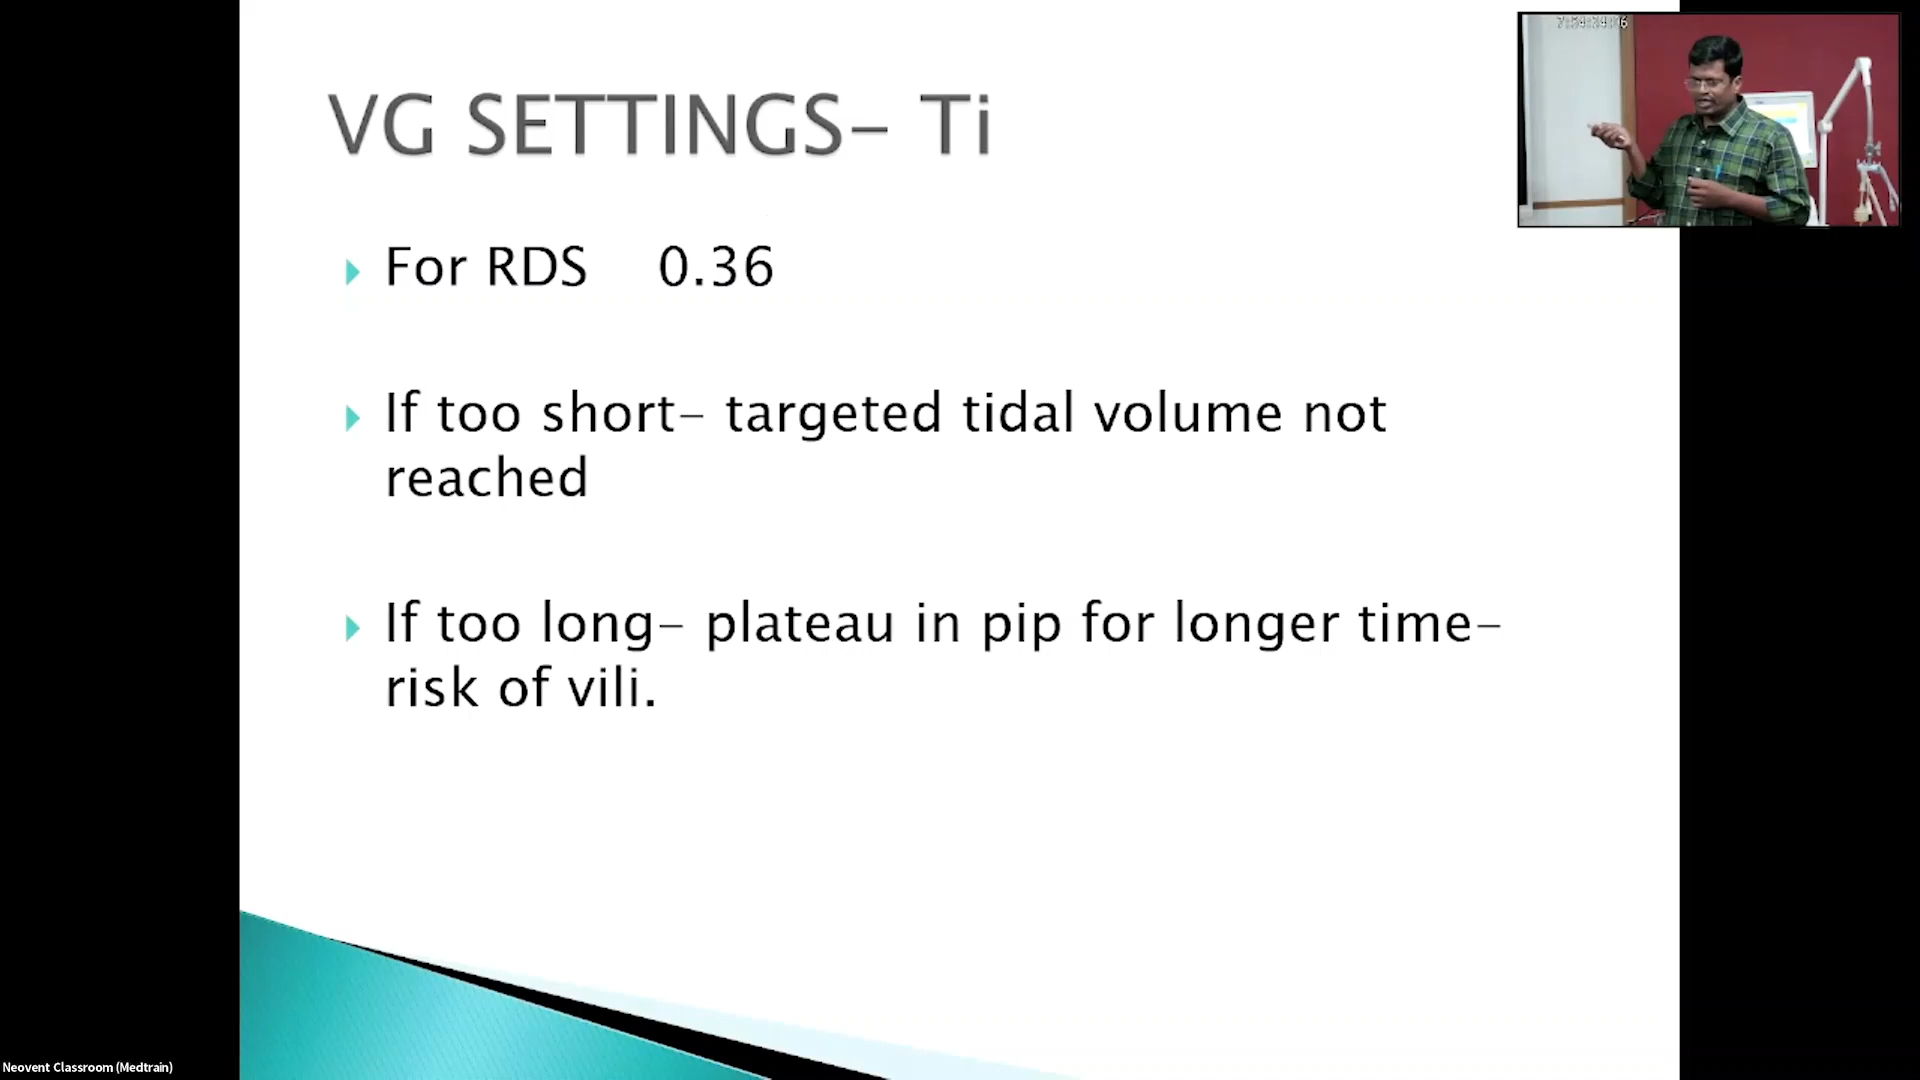 VG SETTINGS- Ti
For RDS 0.36
If too short- targeted tidal volume not
reached
If too long- plateau in pip for longer time-
risk of vili.
Neovent Classroom (Medtrain)